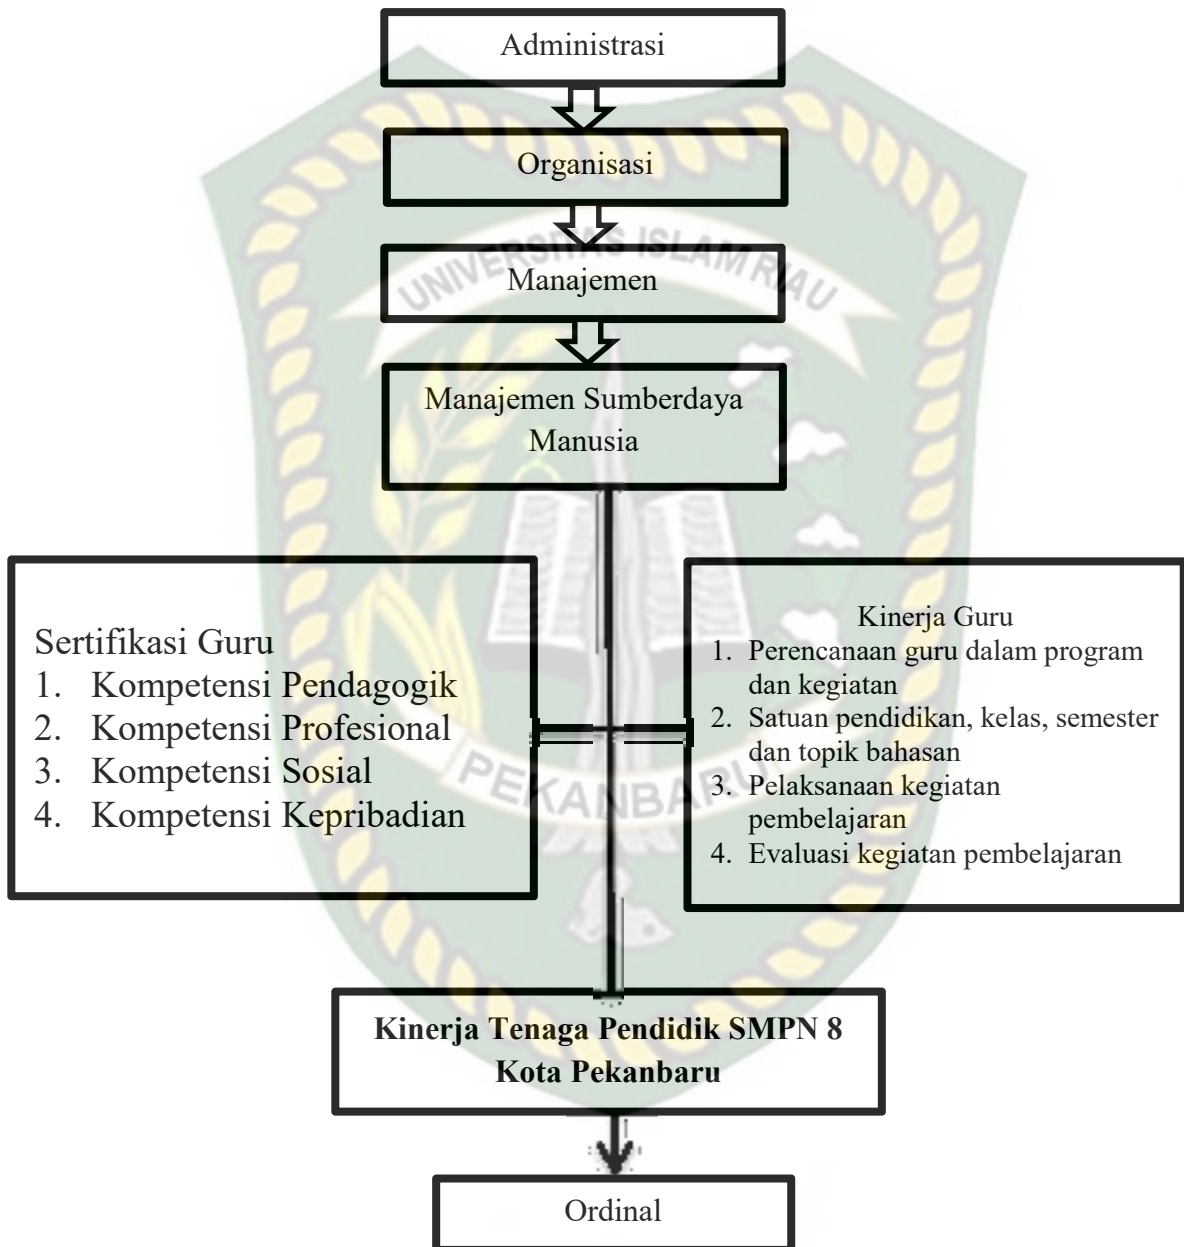 Administrasi
Organisasi
UNIVERSITAS ISLAM RIAU
Manajemen
Manajemen Sumberdaya
Manusia
Sertifikasi Guru
1. Kompetensi Pendagogik
2. Kompetensi Profesional
3. Kompetensi Sosial
4. Kompetensi Kepribadian
Kinerja Guru
1. Perencanaan guru dalam program
dan kegiatan
2. Satuan pendidikan, kelas, semester
dan topik bahasan
3. Pelaksanaan kegiatan
pembelajaran
4. Evaluasi kegiatan pembelajaran
PEKANBARU
Kinerja Tenaga Pendidik SMPN 8
Kota Pekanbaru
Ordinal